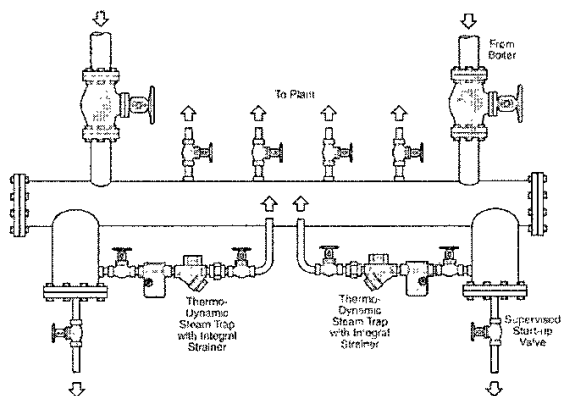 From
Boiler
To Plant
Thermo-
Dynamic
Steam Trap
with Integral
Strainer
Thermo-
Dynamic
Steam Trap
with Integral
Strainer
Supervised
Start-up
Valve